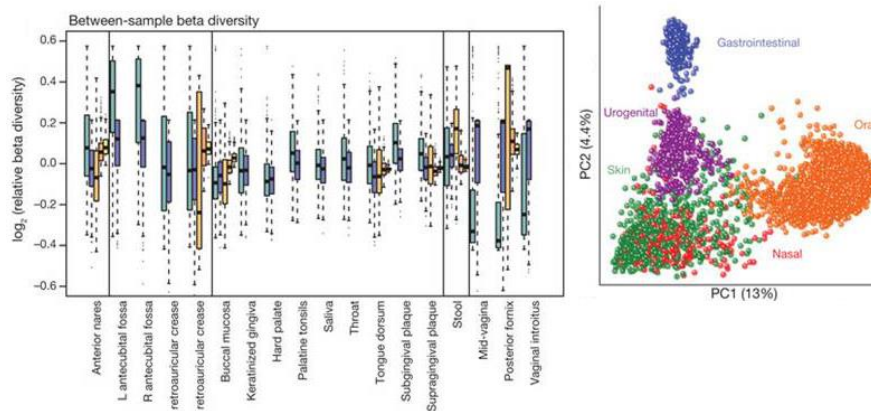 Between-sample beta diversity
log2 (relative beta diversity)
0.6
0.4
0.2
0.0
−0.2
−0.4
−0.6
Anterior nares
L antecubital fossa
R antecubital fossa
retroauricular crease
retroauricular crease
Buccal mucosa
Keratinized gingiva
Hard palate
Palatine tonsils
Saliva
Throat
Tongue dorsum
Subgingival plaque
Supragingival plaque
Stool
Mid-vagina
Posterior fornix
Vaginal introitus
Gastrointestinal
Urogenital
Ora
Skin
Nasal
PC2 (4.4%)
PC1 (13%)